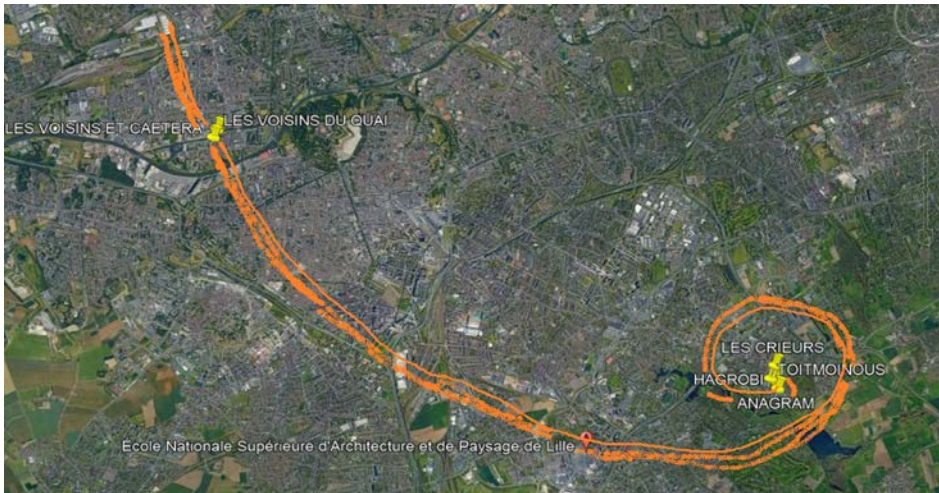 LES VOISINS ET CAETERA
LES VOISINS DU QUAI
LES CRIEURS
TOITMOINOUS
HAGROBI
ANAGRAM
École Nationale Supérieure d'Architecture et de Paysage de Lille